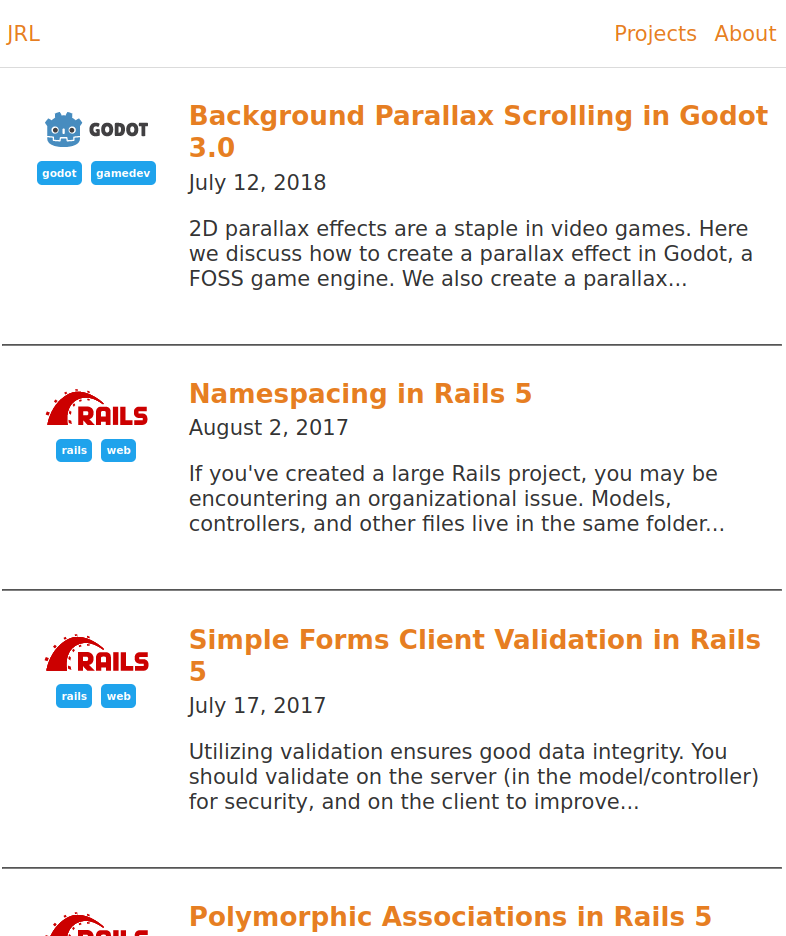 JRL
Projects About
GODOT
godot gamedev
Background Parallax Scrolling in Godot
3.0
July 12, 2018
2D parallax effects are a staple in video games. Here
we discuss how to create a parallax effect in Godot, a
FOSS game engine. We also create a parallax...
RAILS
rails web
Namespacing in Rails 5
August 2, 2017
If you've created a large Rails project, you may be
encountering an organizational issue. Models,
controllers, and other files live in the same folder...
RAILS
rails web
Simple Forms Client Validation in Rails
5
July 17, 2017
Utilizing validation ensures good data integrity. You
should validate on the server (in the model/controller)
for security, and on the client to improve...
RAILS
Polymorphic Associations in Rails 5